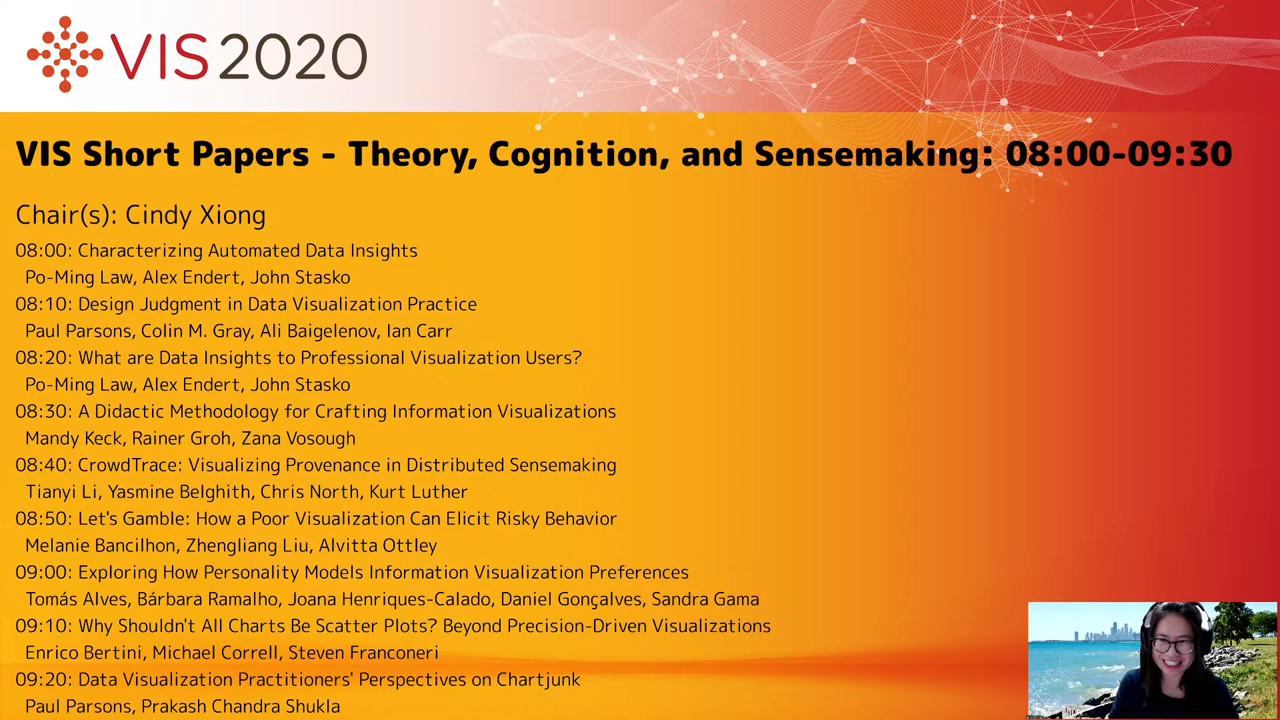 VIS2020
VIS Short Papers - Theory, Cognition, and Sensemaking: 08:00-09:30
Chair(s): Cindy Xiong
08:00: Characterizing Automated Data Insights
Po-Ming Law, Alex Endert, John Stasko
08:10: Design Judgment in Data Visualization Practice
Paul Parsons, Colin M. Gray, Ali Baigelenov, Ian Carr
08:20: What are Data Insights to Professional Visualization Users?
Po-Ming Law, Alex Endert, John Stasko
08:30: A Didactic Methodology for Crafting Information Visualizations
Mandy Keck, Rainer Groh, Zana Vosough
08:40: CrowdTrace: Visualizing Provenance in Distributed Sensemaking
Tianyi Li, Yasmine Belghith, Chris North, Kurt Luther
08:50: Let's Gamble: How a Poor Visualization Can Elicit Risky Behavior
Melanie Bancilhon, Zhengliang Liu, Alvitta Ottley
09:00: Exploring How Personality Models Information Visualization Preferences
Tomás Alves, Bárbara Ramalho, Joana Henriques-Calado, Daniel Gonçalves, Sandra Gama
09:10: Why Shouldn't All Charts Be Scatter Plots? Beyond Precision-Driven Visualizations
Enrico Bertini, Michael Correll, Steven Franconeri
09:20: Data Visualization Practitioners' Perspectives on Chartjunk
Paul Parsons, Prakash Chandra Shukla